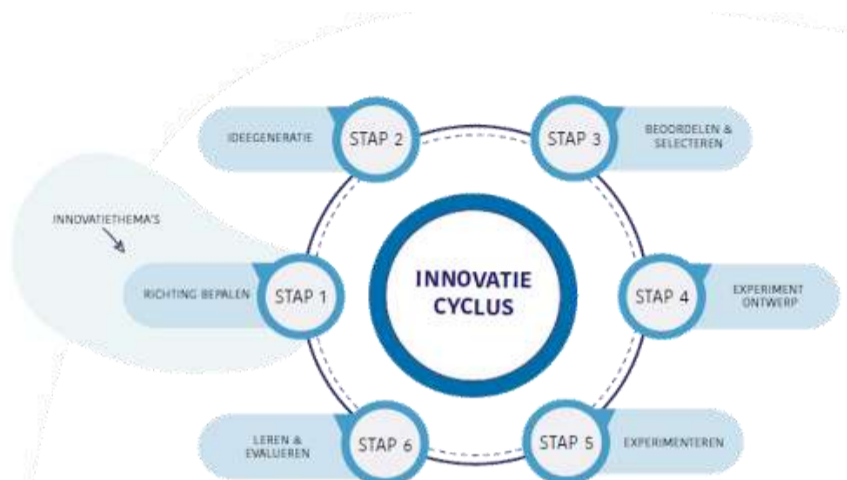 IDEEGENERATIE
STAP 2
STAP 3
BEOORDELEN &
SELECTEREN
INNOVATIETHEMA'S
RICHTING BEPALEN
STAP 1
INNOVATIE
CYCLUS
STAP 4
EXPERIMENT
ONTWERP
LEREN &
EVALUEREN
STAP 6
STAP 5
EXPERIMENTEREN